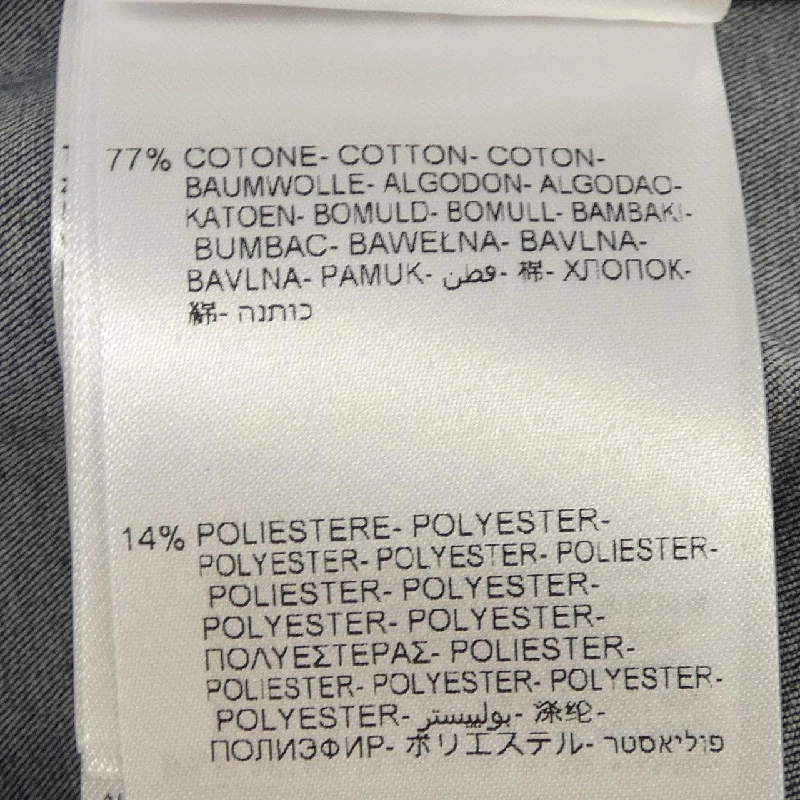 77% COTONE- COTTON- COTON-
BAUMWOLLE- ALGODON- ALGODAO-
KATOEN- BOMULD- BOMULL- BAMBAKI-
BUMBAC- BAWEŁNA- BAVLNA-
BAVLNA- PAMUK- قطن- 棉- ХЛОПОК-
綿- כותנה
14% POLIESTERE- POLYESTER-
POLYESTER- POLYESTER- POLIESTER-
POLIESTER- POLYESTER-
POLYESTER- POLYESTER-
ΠΟΛΥΕΣΤΕΡΑΣ- POLIESTER-
POLIESTER- POLYESTER- POLYESTER-
POLYESTER- بولييستر- 涤纶-
ПОЛИЭФИР- ポリエステル- פוליאסטר